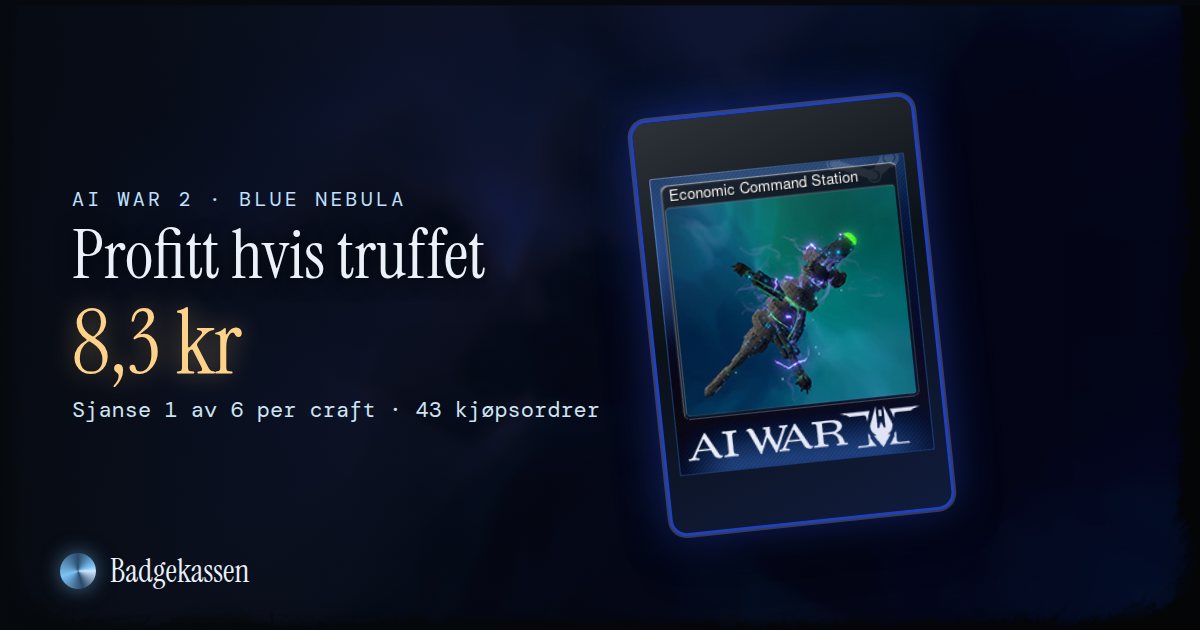 AI WAR 2 · BLUE NEBULA
Profitt hvis truffet
8,3 kr
Sjanse 1 av 6 per craft · 43 kjøpsordrer
Badgekassen
Economic Command Station
AI WAR II